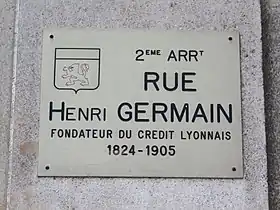 2EME ARRT
RUE
HENRI GERMAIN
FONDATEUR DU CREDIT LYONNAIS
1824-1905